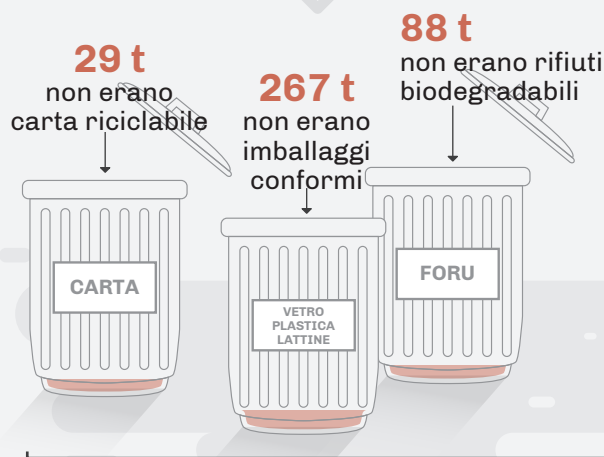 29 t
non erano
carta riciclabile
267 t
non erano
imballaggi
conformi
88 t
non erano rifiuti
biodegradabili
CARTA
VETRO
PLASTICA
LATTINE
FORU